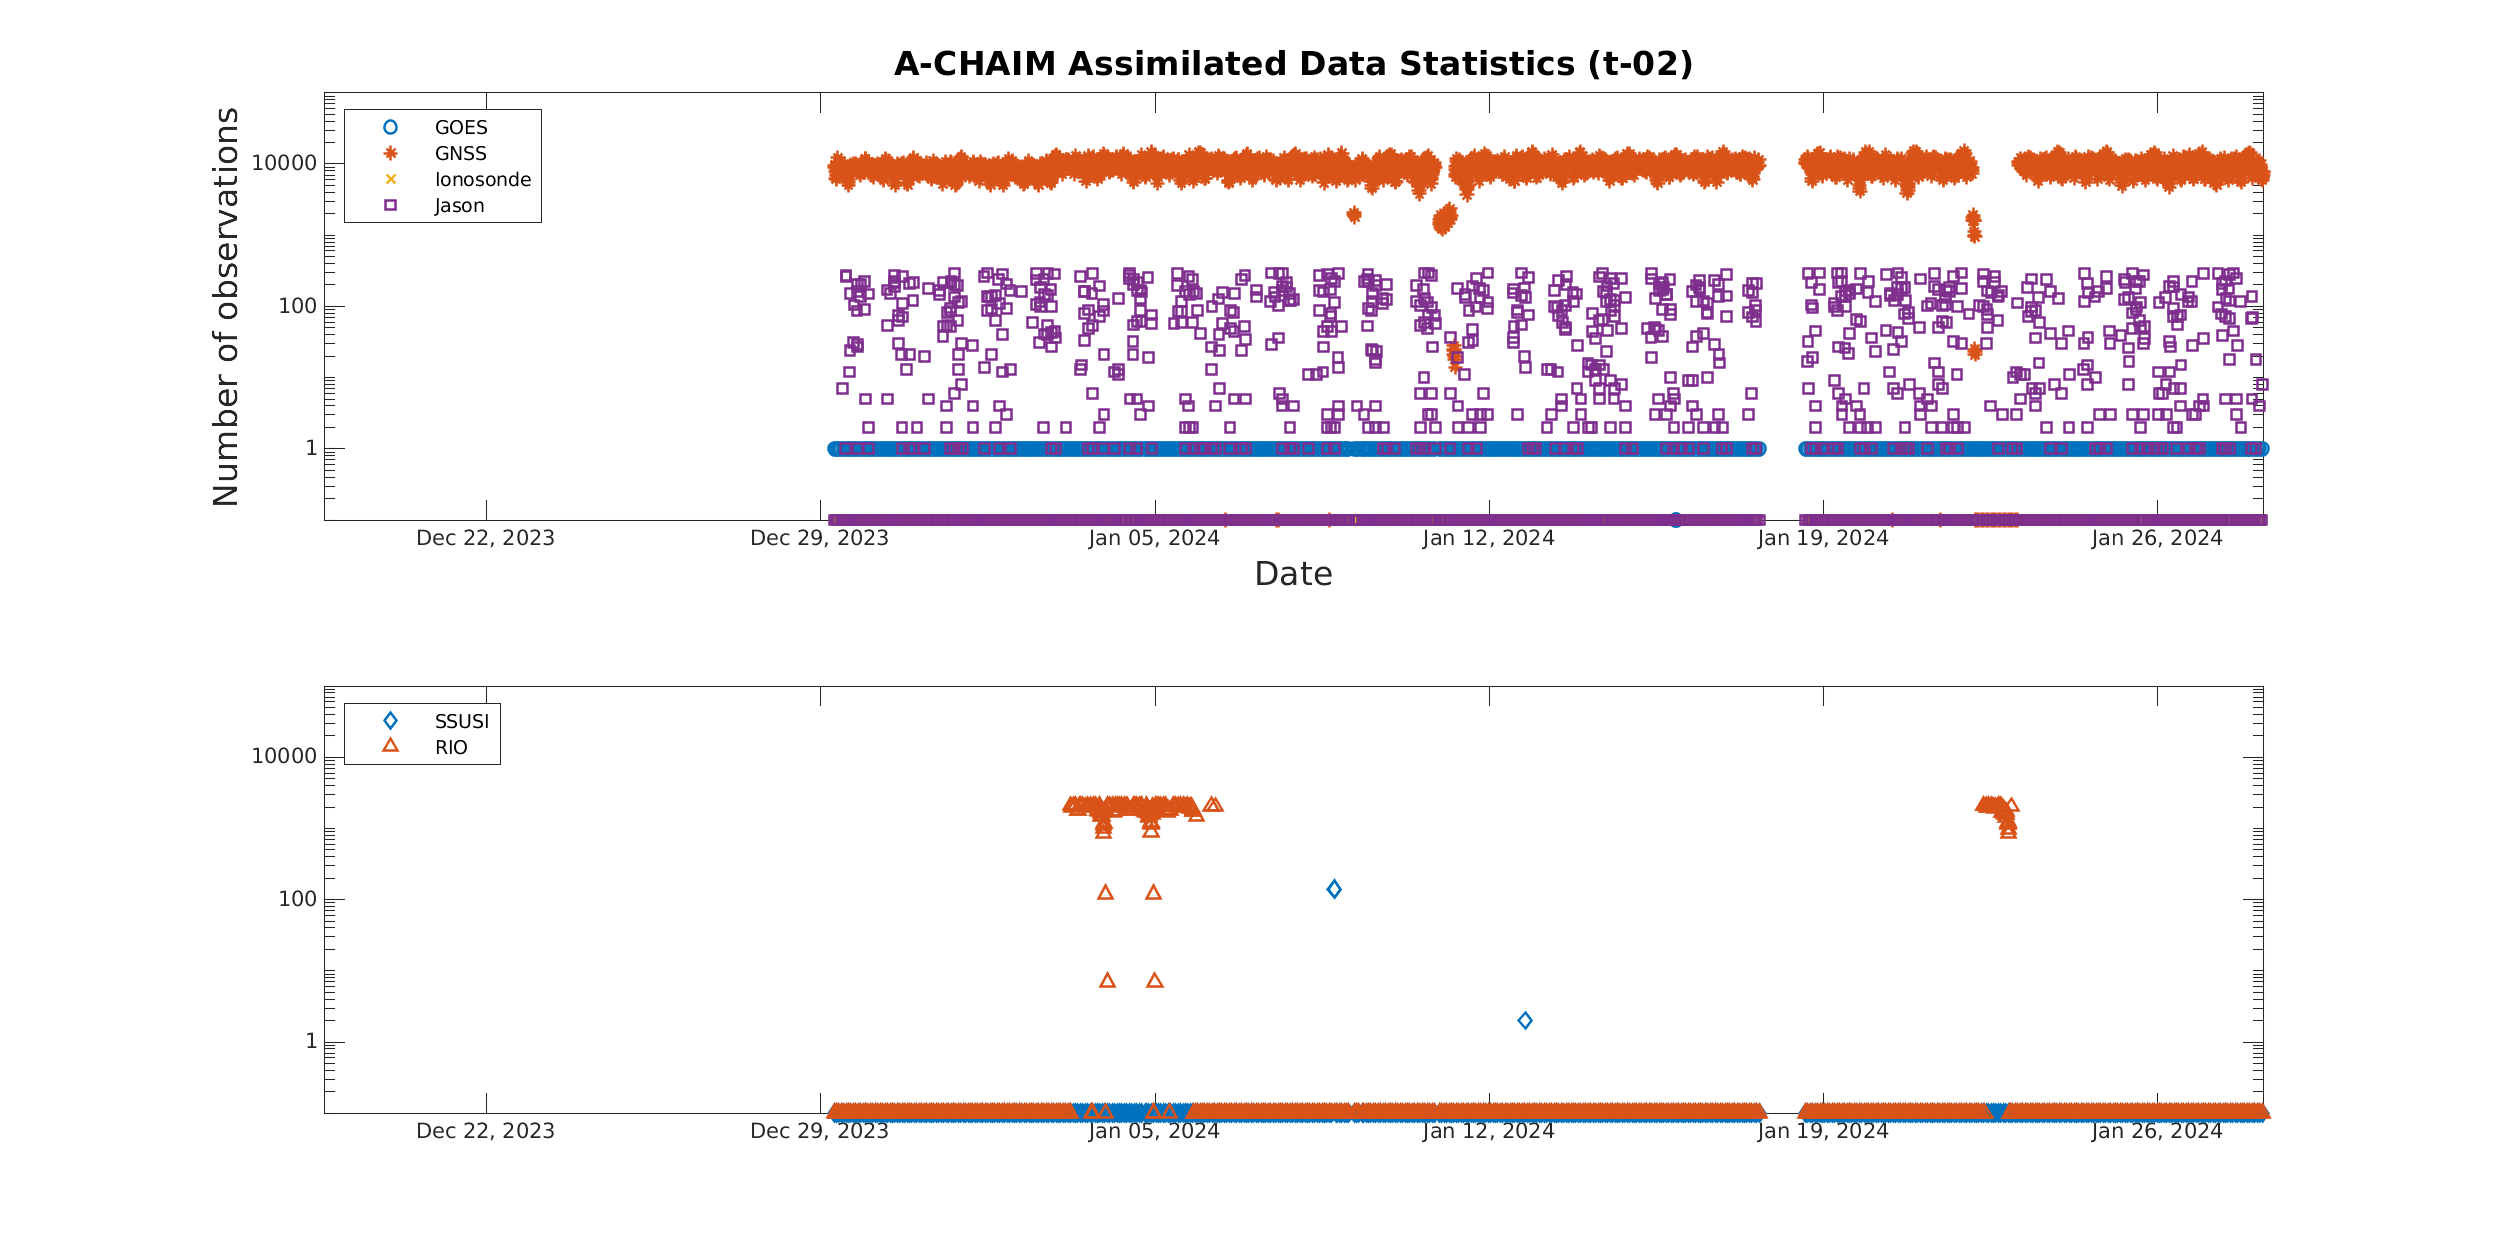 A-CHAIM Assimilated Data Statistics (t-02)
Number of observations
10000
100
1
GOES
GNSS
Ionosonde
Jason
Dec 22, 2023
Dec 29, 2023
Jan 05, 2024
Jan 12, 2024
Jan 19, 2024
Jan 26, 2024
Date
10000
100
1
SSUSI
RIO
Dec 22, 2023
Dec 29, 2023
Jan 05, 2024
Jan 12, 2024
Jan 19, 2024
Jan 26, 2024